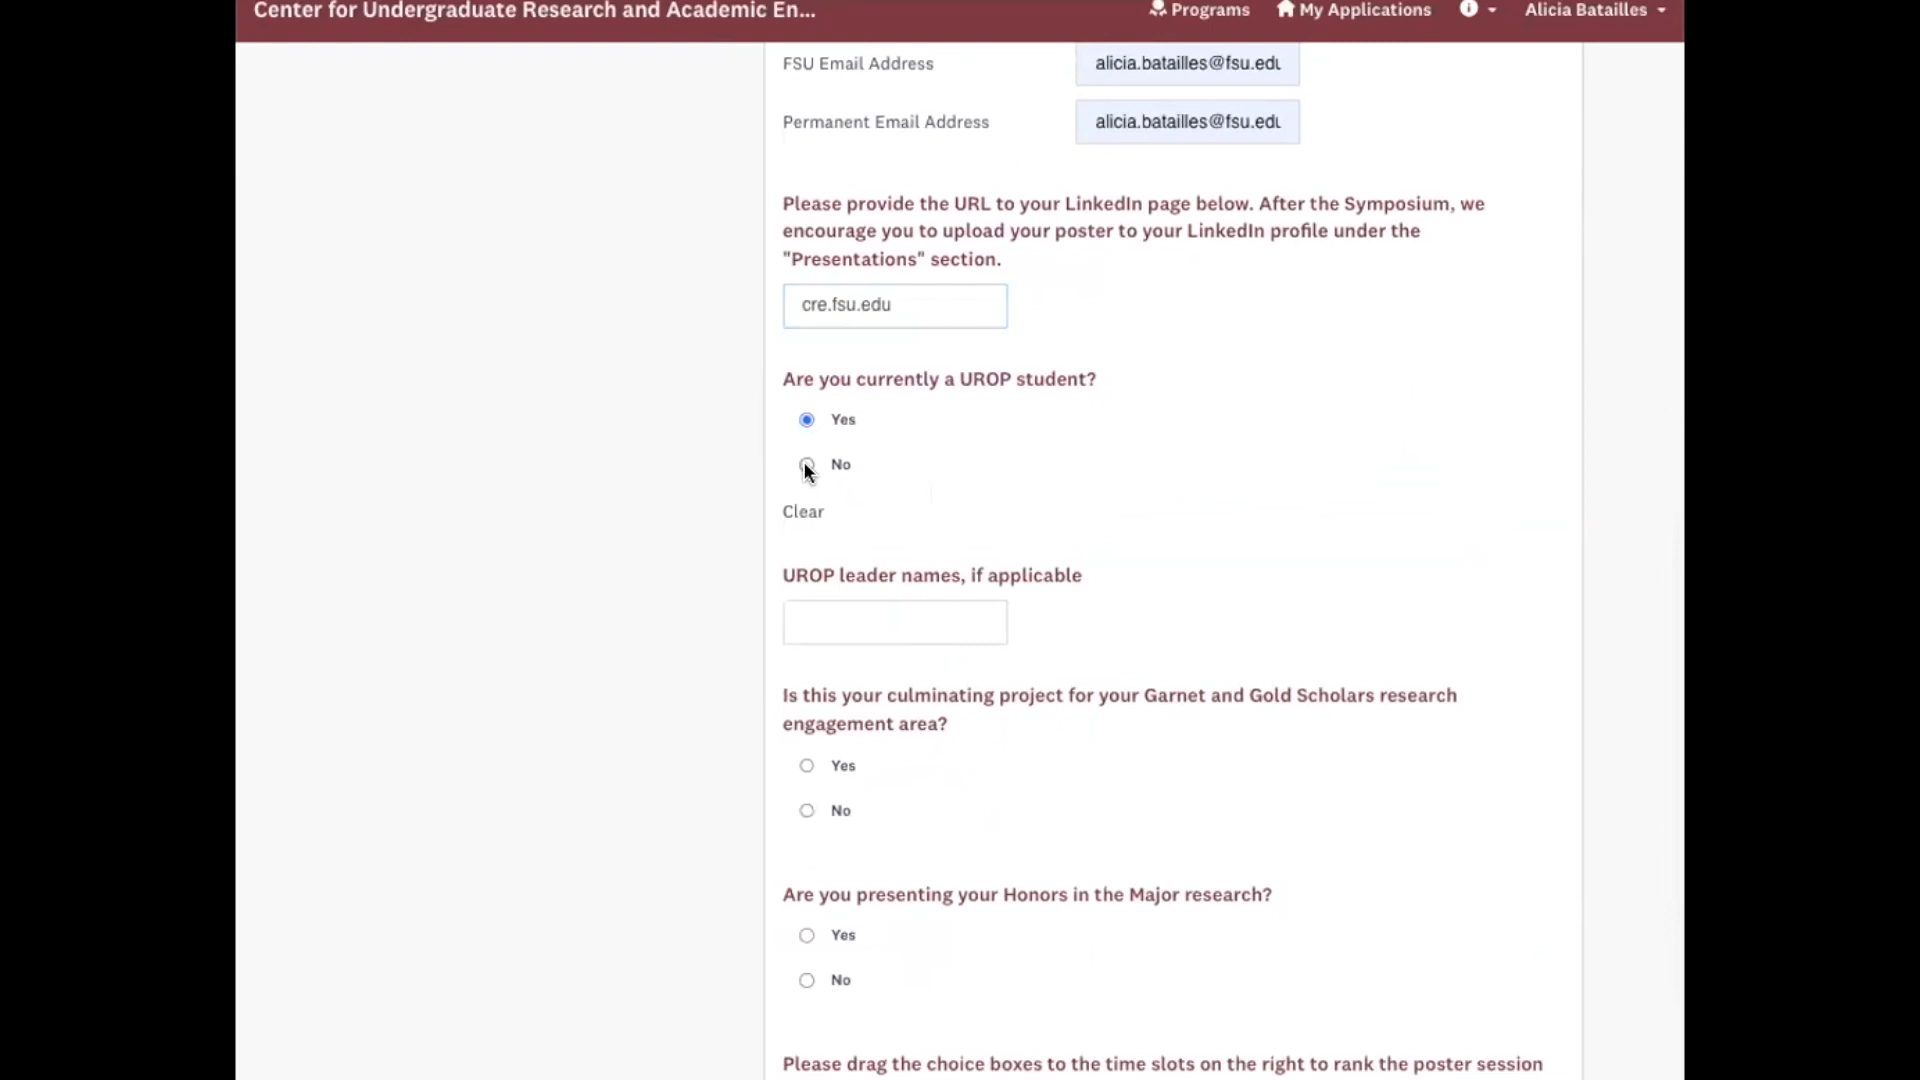 Center for Undergraduate Research and Academic En...
Programs
My Applications
Alicia Batailles
FSU Email Address
alicia.batailles@fsu.edu
Permanent Email Address
alicia.batailles@fsu.edu
Please provide the URL to your LinkedIn page below. After the Symposium, we
encourage you to upload your poster to your LinkedIn profile under the
"Presentations" section.
cre.fsu.edu
Are you currently a UROP student?
Yes
No
Clear
UROP leader names, if applicable
Is this your culminating project for your Garnet and Gold Scholars research
engagement area?
Yes
No
Are you presenting your Honors in the Major research?
Yes
No
Please drag the choice boxes to the time slots on the right to rank the poster session